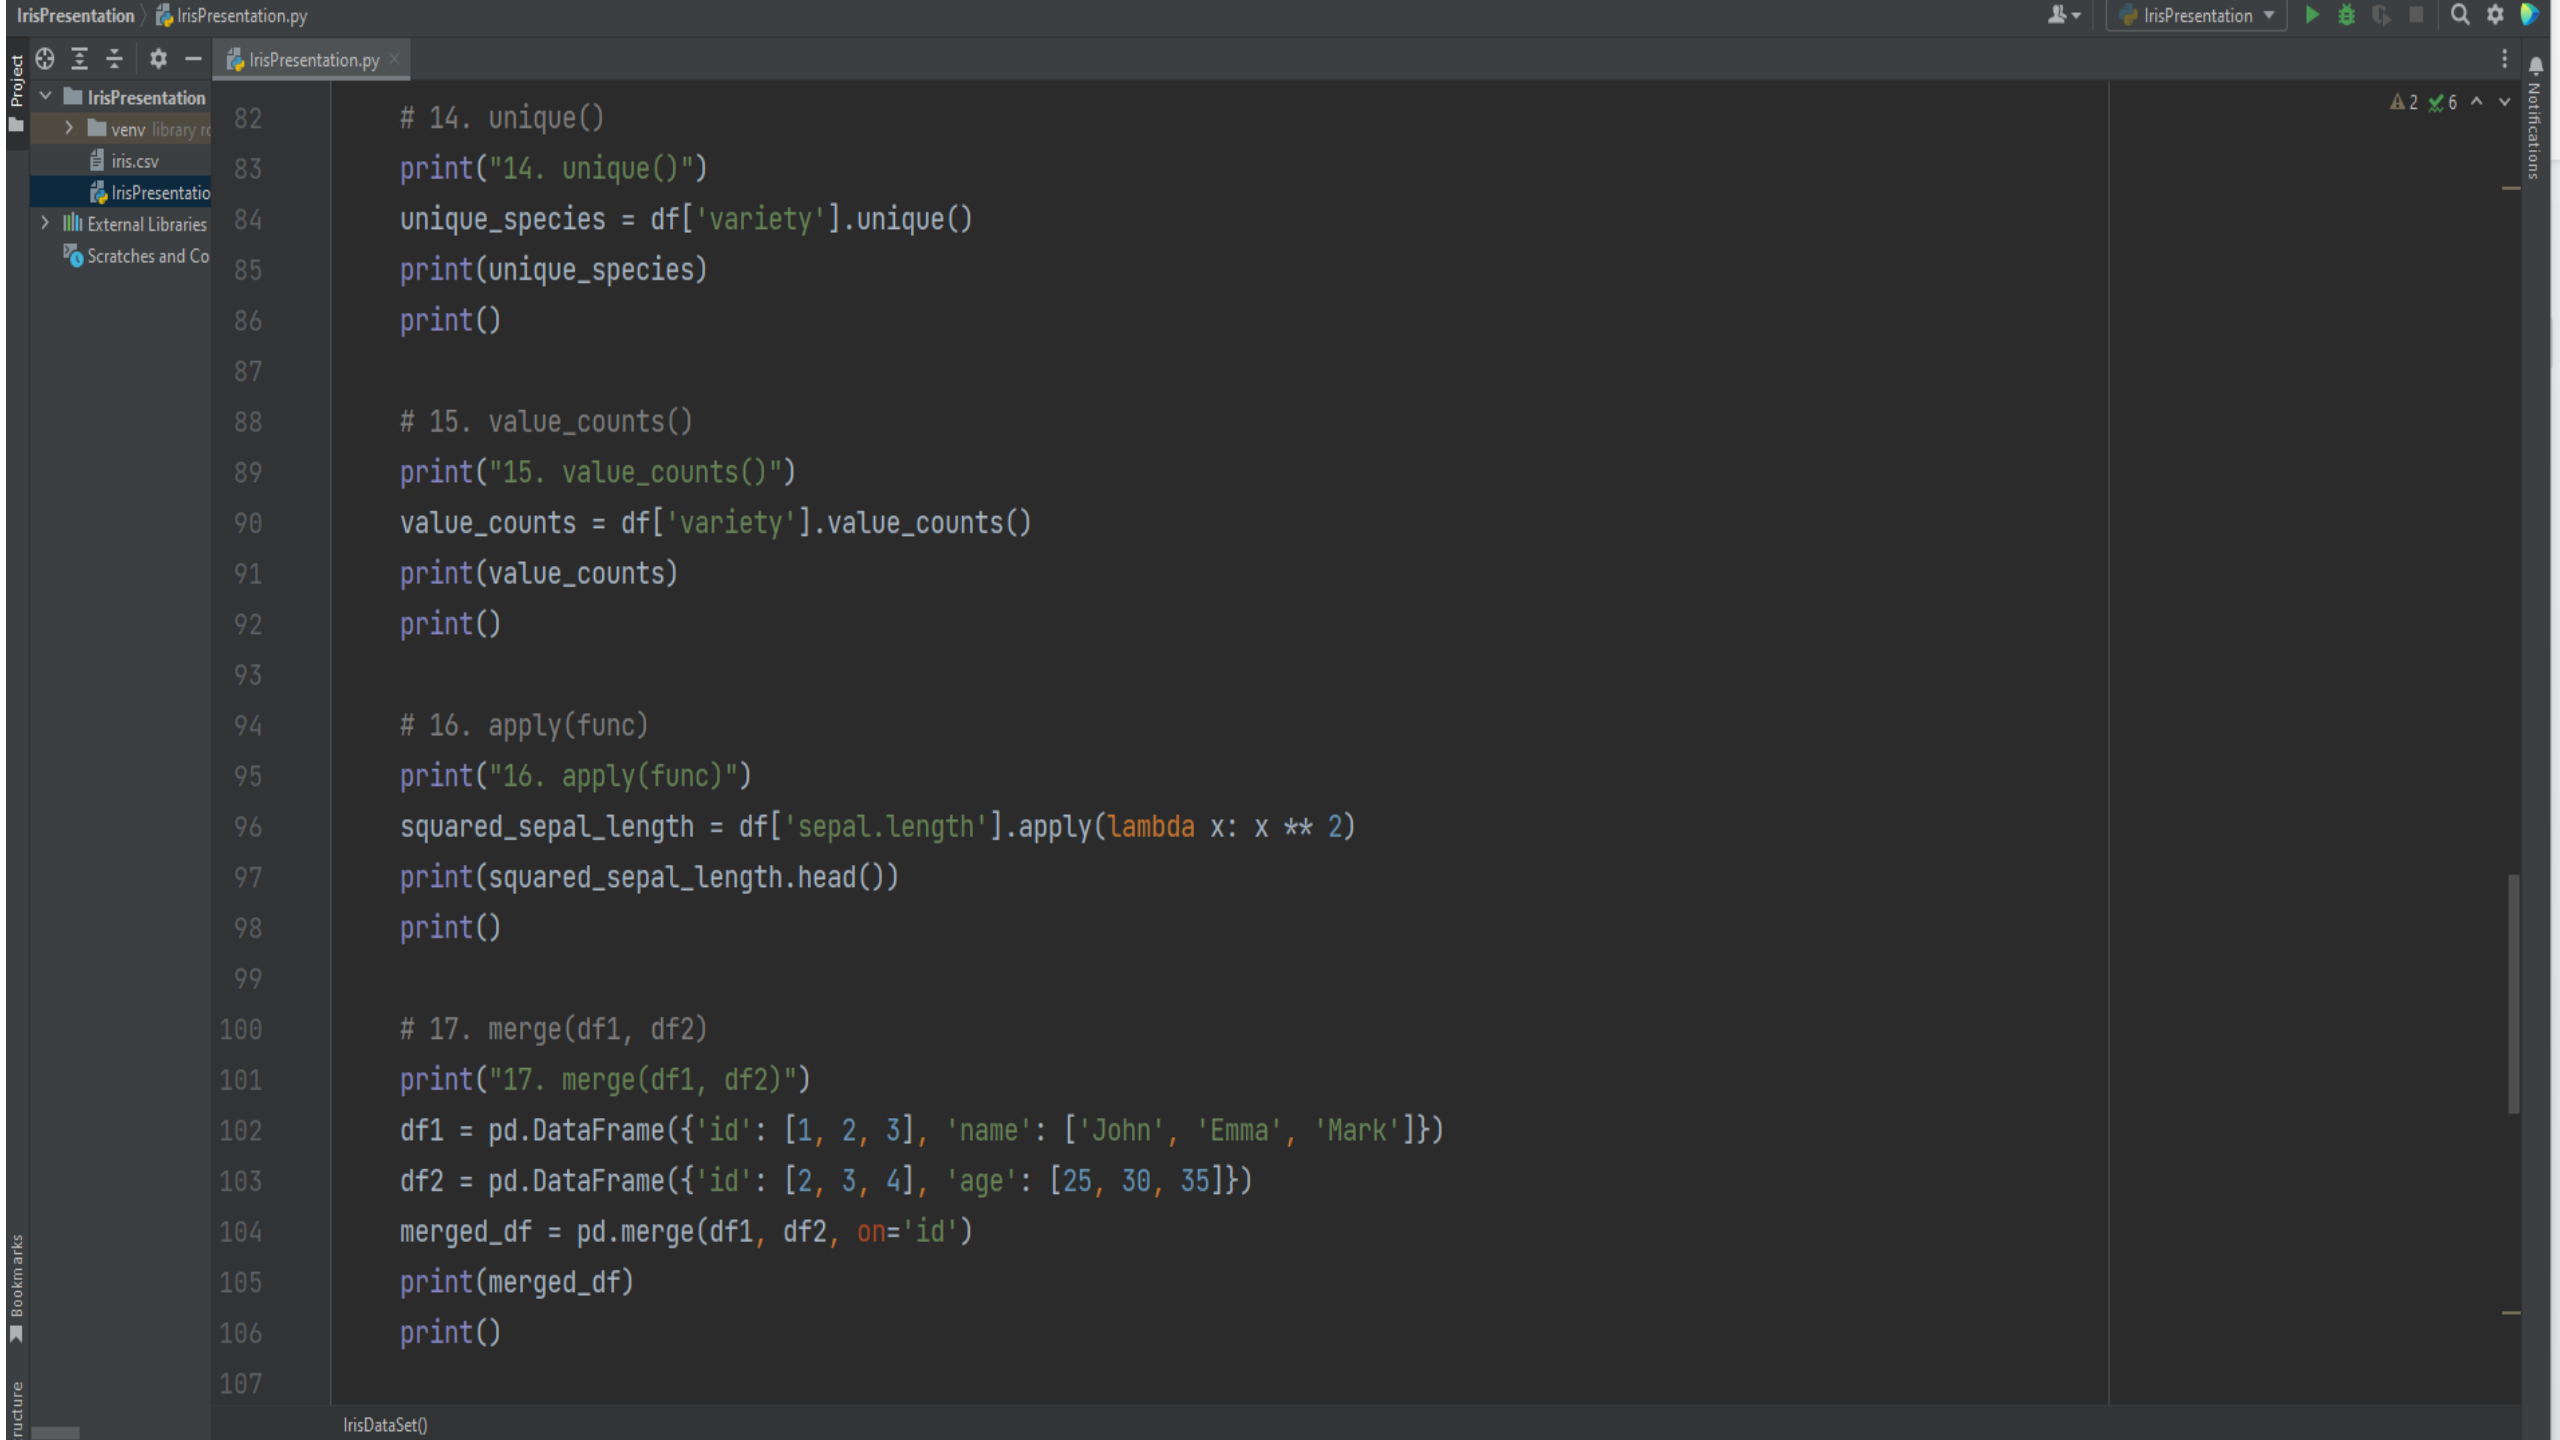 IrisPresentation IrisPresentation.py
IrisPresentation
Project
IrisPresentation.py
Notifications
IrisPresentation
venv library
iris.csv
IrisPresentatio
External Libraries
Scratches and Co
2 6
82 # 14. unique()
83 print("14. unique()")
84 unique_species = df['variety'].unique()
85 print(unique_species)
86 print()
87
88 # 15. value_counts()
89 print("15. value_counts()")
90 value_counts = df['variety'].value_counts()
91 print(value_counts)
92 print()
93
94 # 16. apply(func)
95 print("16. apply(func)")
96 squared_sepal_length = df['sepal.length'].apply(lambda x: x ** 2)
97 print(squared_sepal_length.head())
98 print()
99
100 # 17. merge(df1, df2)
101 print("17. merge(df1, df2)")
102 df1 = pd.DataFrame({'id': [1, 2, 3], 'name': ['John', 'Emma', 'Mark']})
103 df2 = pd.DataFrame({'id': [2, 3, 4], 'age': [25, 30, 35]})
104 merged_df = pd.merge(df1, df2, on='id')
105 print(merged_df)
106 print()
107
Bookmarks
ructure
IrisDataSet()